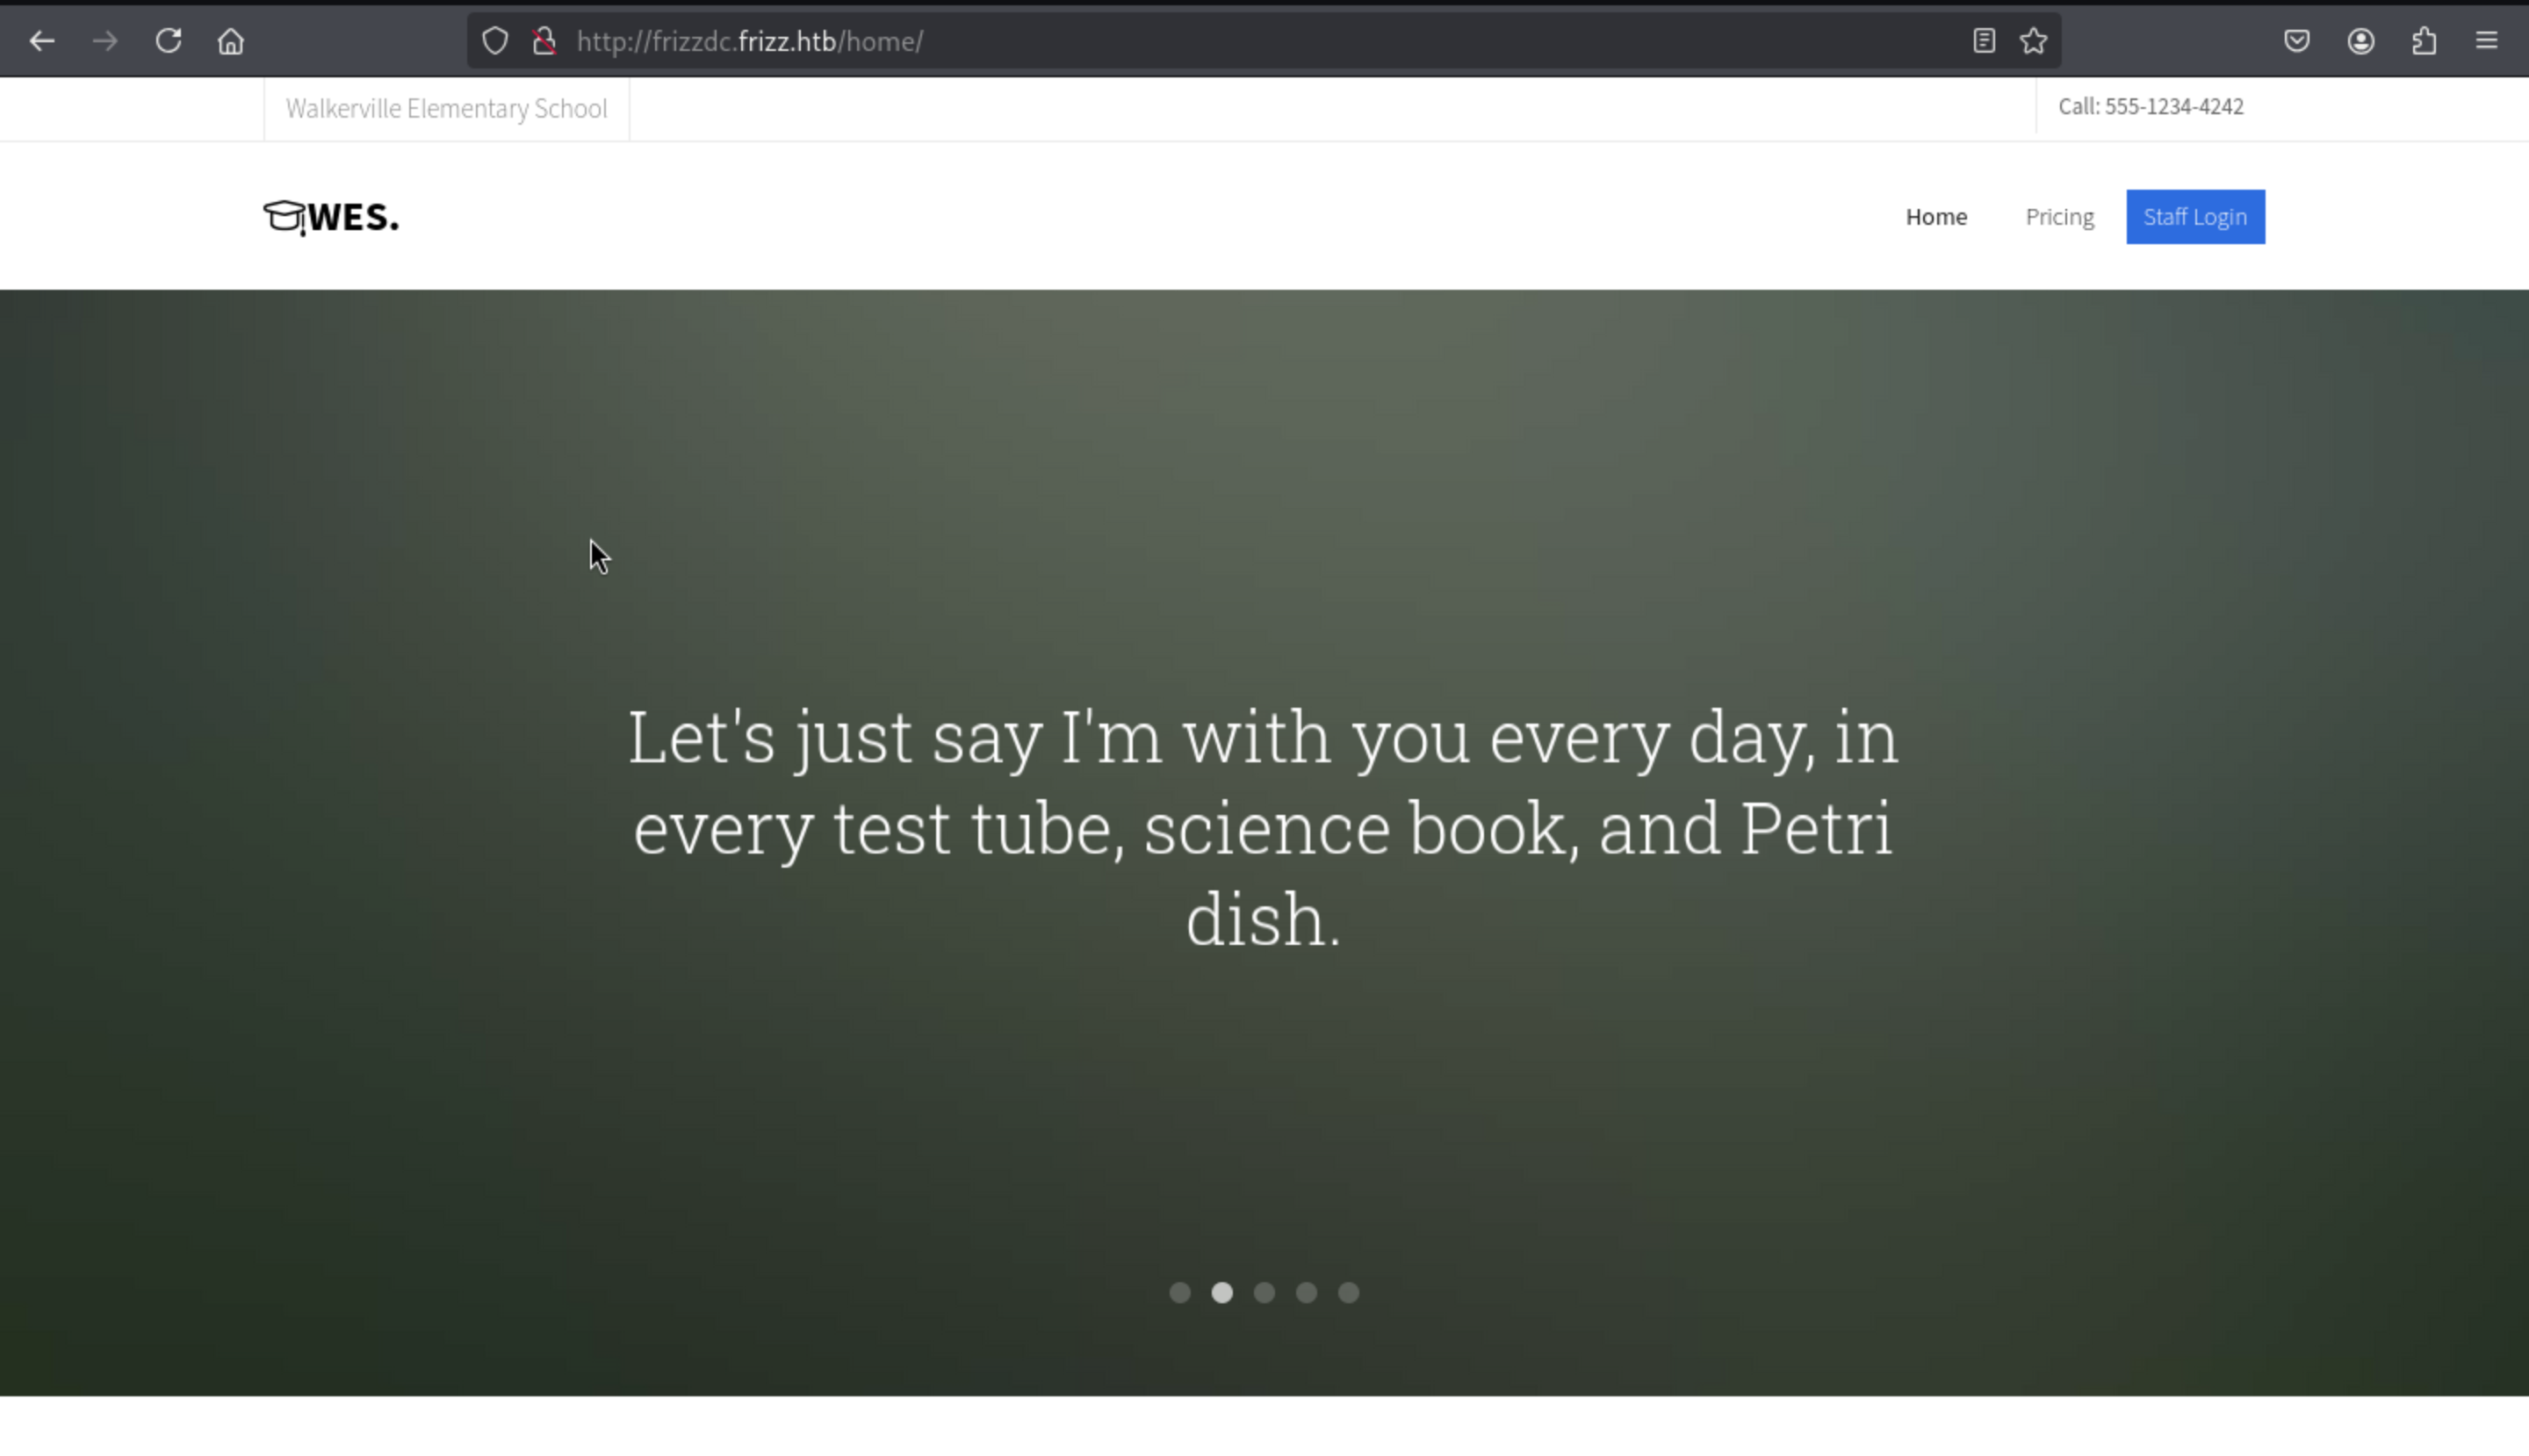 http://frizzdc.frizz.htb/home/
Walkerville Elementary School
Call: 555-1234-4242
WES.
Home
Pricing
Staff Login
Let's just say I'm with you every day, in
every test tube, science book, and Petri
dish.